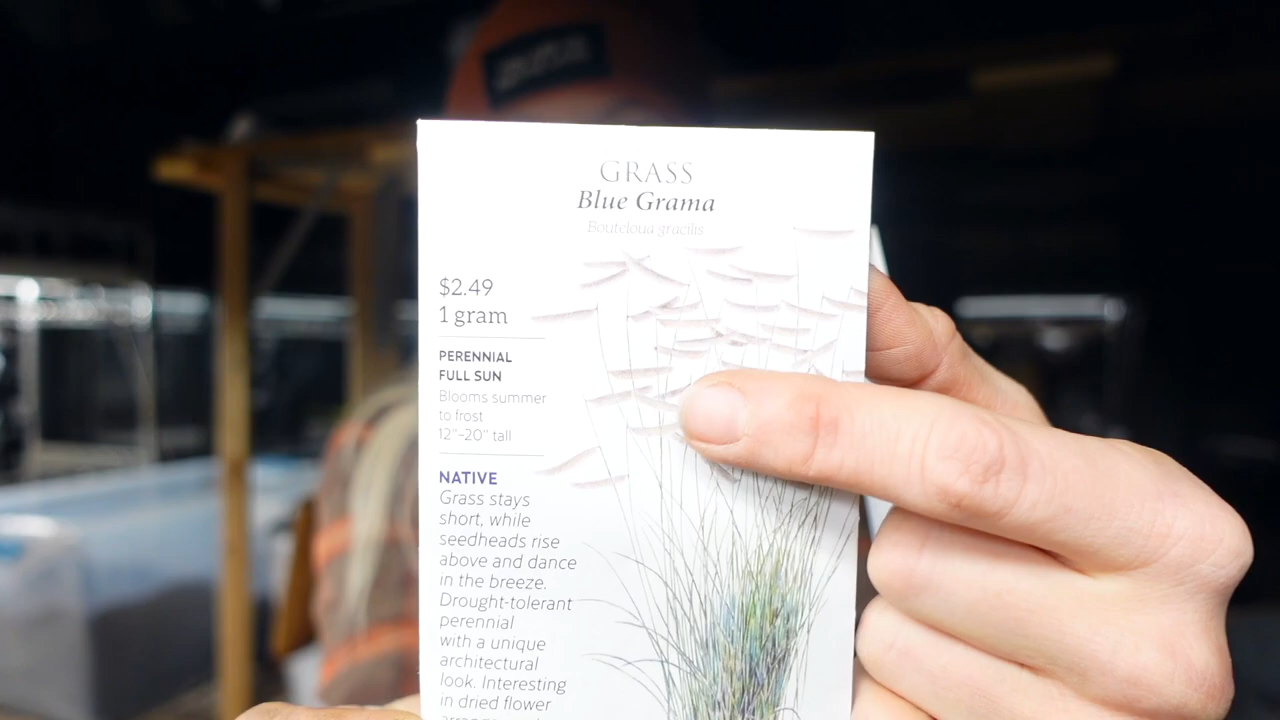 GRASS
Blue Grama
Bouteloua gracilis
$2.49
1 gram
PERENNIAL
FULL SUN
Blooms summer
to frost
12"–20" tall
NATIVE
Grass stays
short, while
seedheads rise
above and dance
in the breeze.
Drought-tolerant
perennial
with a unique
architectural
look. Interesting
in dried flower